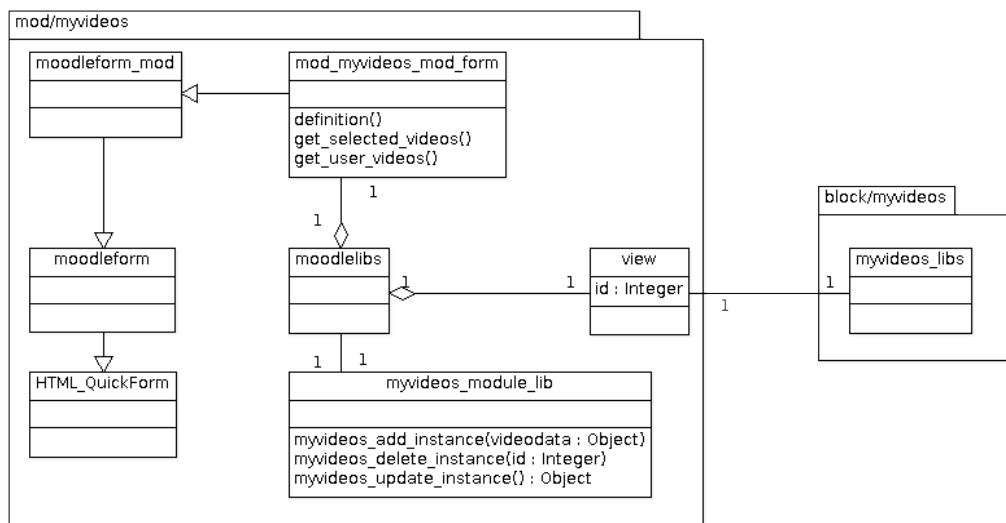 mod/myvideos
moodleform_mod
mod_myvideos_mod_form
definition()
get_selected_videos()
get_user_videos()
1
1
block/myvideos
moodleform
moodlelibs
view
myvideos_libs
1
1
id : Integer
1
1
1
1
HTML_QuickForm
myvideos_module_lib
myvideos_add_instance(videodata : Object)
myvideos_delete_instance(id : Integer)
myvideos_update_instance() : Object